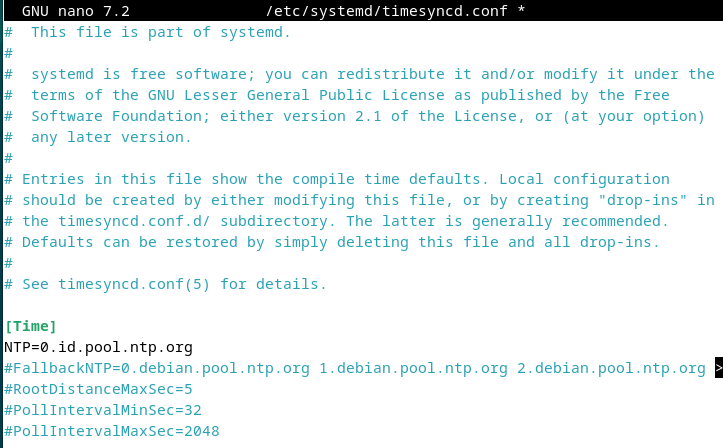 GNU nano 7.2 /etc/systemd/timesyncd.conf *
#  This file is part of systemd.
#
#  systemd is free software; you can redistribute it and/or modify it under the
#  terms of the GNU Lesser General Public License as published by the Free
#  Software Foundation; either version 2.1 of the License, or (at your option)
#  any later version.
#
# Entries in this file show the compile time defaults. Local configuration
# should be created by either modifying this file, or by creating "drop-ins" in
# the timesyncd.conf.d/ subdirectory. The latter is generally recommended.
# Defaults can be restored by simply deleting this file and all drop-ins.
#
# See timesyncd.conf(5) for details.

[Time]
NTP=0.id.pool.ntp.org
#FallbackNTP=0.debian.pool.ntp.org 1.debian.pool.ntp.org 2.debian.pool.ntp.org >
#RootDistanceMaxSec=5
#PollIntervalMinSec=32
#PollIntervalMaxSec=2048